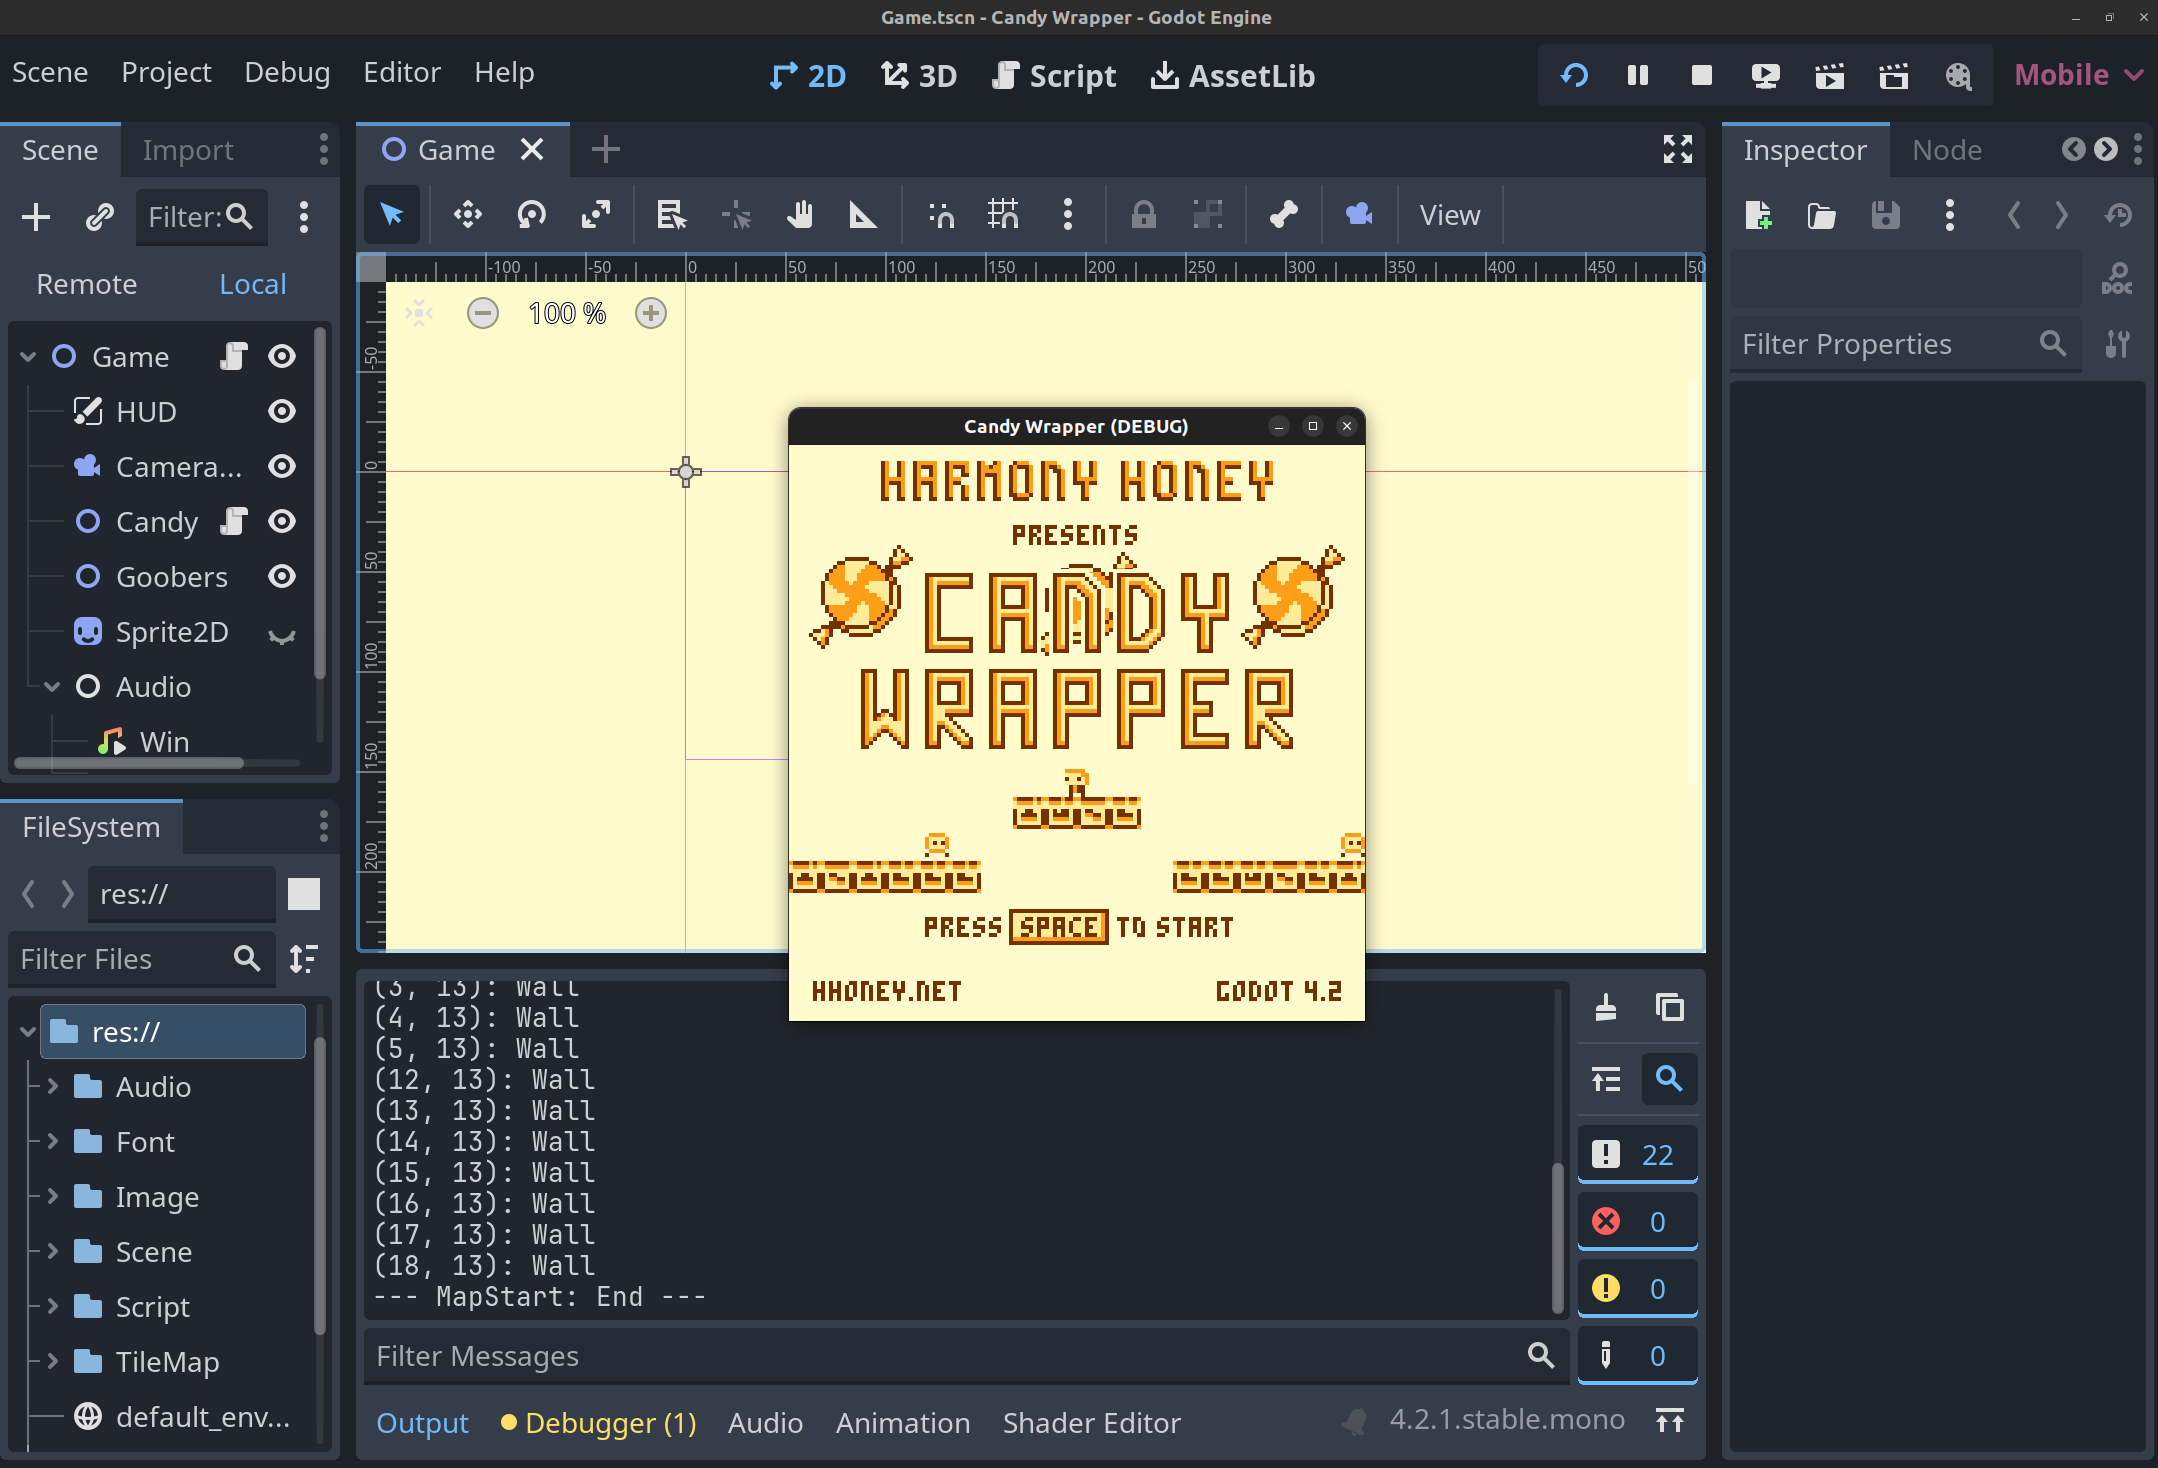 Game.tscn - Candy Wrapper - Godot Engine
Scene Project Debug Editor Help
2D 3D Script AssetLib
Mobile
Scene Import
Filter:
Remote Local
Game
HUD
Camera...
Candy
Goobers
Sprite2D
Audio
Win
FileSystem
res://
Filter Files
res://
Audio
Font
Image
Scene
Script
TileMap
default_env...
Game
View
-100 -50 0 50 100 150 200 250 300 350 400 450 50
-50
0
50
100
150
200
100 %
Candy Wrapper (DEBUG)
HARMONY HONEY
PRESENTS
CANDY
WRAPPER
PRESS SPACE TO START
HHONEY.NET GODOT 4.2
(3, 13): Wall
(4, 13): Wall
(5, 13): Wall
(12, 13): Wall
(13, 13): Wall
(14, 13): Wall
(15, 13): Wall
(16, 13): Wall
(17, 13): Wall
(18, 13): Wall
--- MapStart: End ---
Filter Messages
22
0
0
0
Output Debugger (1) Audio Animation Shader Editor
4.2.1.stable.mono
Inspector Node
DOC
Filter Properties